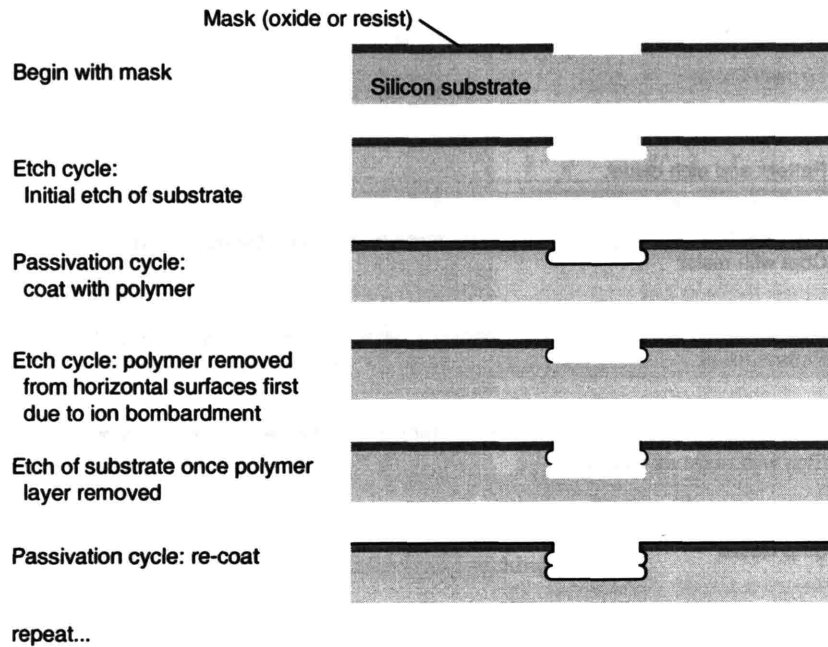 Mask (oxide or resist)
Begin with mask
Silicon substrate
Etch cycle:
Initial etch of substrate
Passivation cycle:
coat with polymer
Etch cycle: polymer removed
from horizontal surfaces first
due to ion bombardment
Etch of substrate once polymer
layer removed
Passivation cycle: re-coat
repeat...